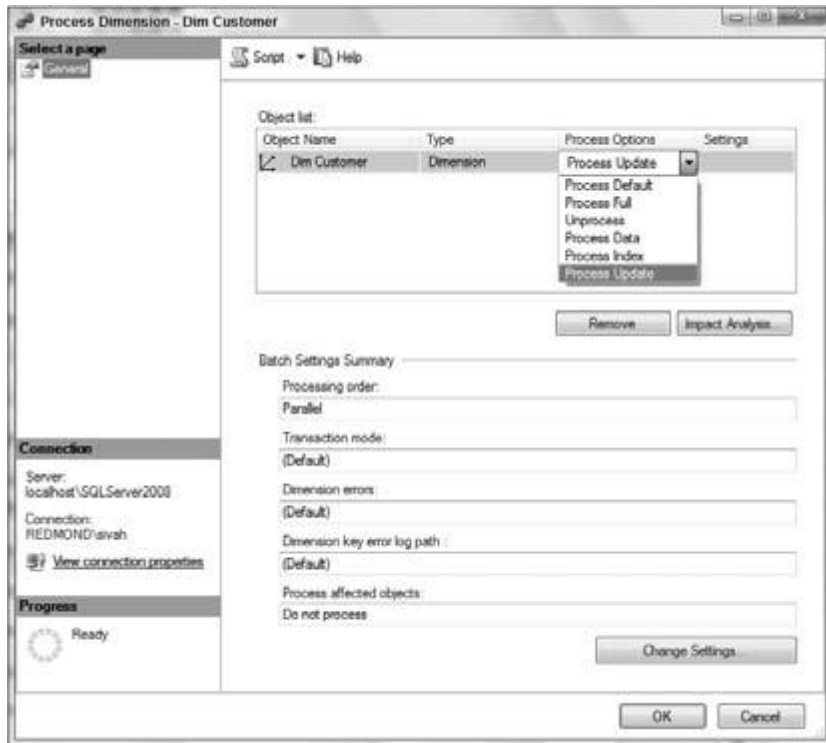 Process Dimension - Dim Customer
Select a page
General
Script
Help
Object list:
Object Name Type Process Options Settings
Dim Customer Dimension Process Update
Process Default
Process Full
Unprocess
Process Data
Process Index
Process Update
Remove
Impact Analysis...
Batch Settings Summary
Processing order:
Parallel
Transaction mode:
(Default)
Dimension errors:
(Default)
Dimension key error log path :
(Default)
Process affected objects:
Do not process
Change Settings...
Connection
Server:
localhost\SQLServer2008
Connection:
REDMOND\sivah
View connection properties
Progress
Ready
OK
Cancel